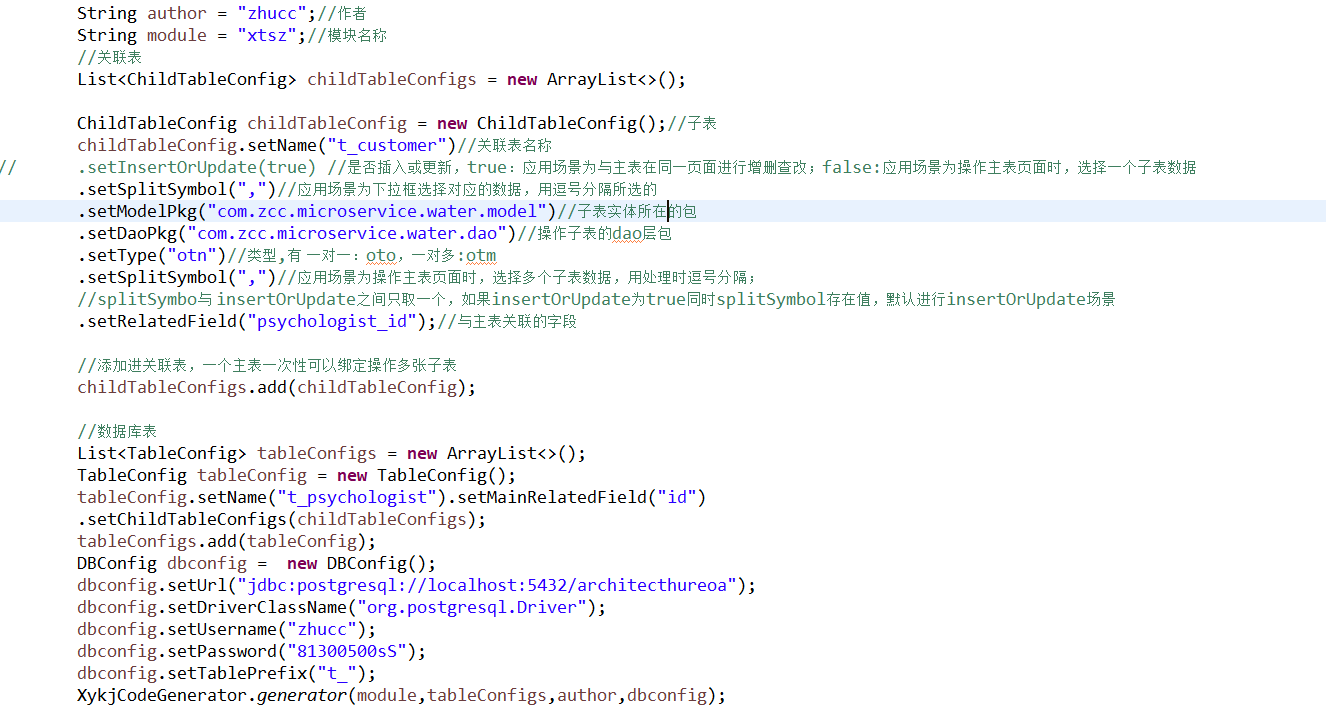 String author = "zhucc";//作者
String module = "xtsz";//模块名称
//关联表
List<ChildTableConfig> childTableConfigs = new ArrayList<>();
ChildTableConfig childTableConfig = new ChildTableConfig();//子表
childTableConfig.setName("t_customer")//关联表名称
// .setInsertOrUpdate(true) //是否插入或更新，true：应用场景为与主表在同一页面进行增删查改；false:应用场景为操作主表页面时，选择一个子表数据
.setSplitSymbol(",")//应用场景为下拉框选择对应的数据，用逗号分隔所选的
.setModelPkg("com.zcc.microservice.water.model")//子表实体所在的包
.setDaoPkg("com.zcc.microservice.water.dao")//操作子表的dao层包
.setType("otn")//类型,有 一对一：oto，一对多:otm
.setSplitSymbol(",")//应用场景为操作主表页面时，选择多个子表数据，用处理时逗号分隔；
//splitSymbo与 insertOrUpdate之间只取一个，如果insertOrUpdate为true同时splitSymbol存在值，默认进行insertOrUpdate场景
.setRelatedField("psychologist_id");//与主表关联的字段
//添加进关联表，一个主表一次性可以绑定操作多张子表
childTableConfigs.add(childTableConfig);
//数据库表
List<TableConfig> tableConfigs = new ArrayList<>();
TableConfig tableConfig = new TableConfig();
tableConfig.setName("t_psychologist").setMainRelatedField("id")
.setChildTableConfigs(childTableConfigs);
tableConfigs.add(tableConfig);
DBConfig dbconfig =  new DBConfig();
dbconfig.setUrl("jdbc:postgresql://localhost:5432/architecthureoa");
dbconfig.setDriverClassName("org.postgresql.Driver");
dbconfig.setUsername("zhucc");
dbconfig.setPassword("81300500sS");
dbconfig.setTablePrefix("t_");
XykjCodeGenerator.generator(module,tableConfigs,author,dbconfig);